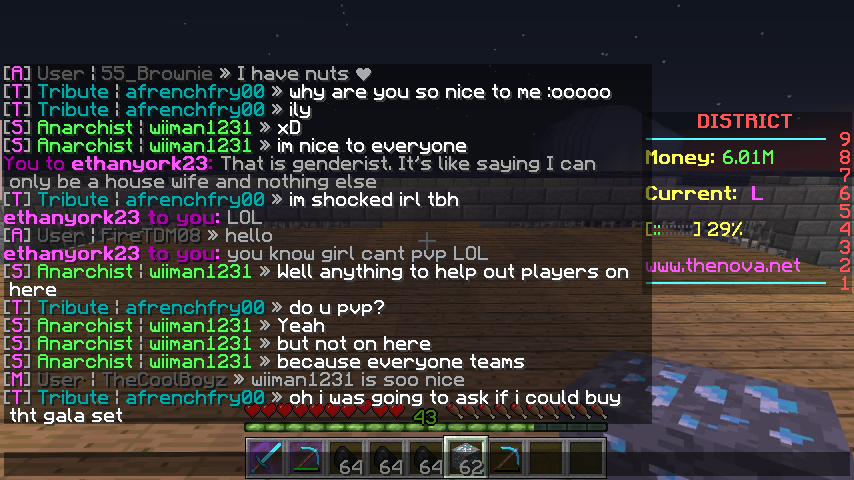 [A] User ¦ 55_Brownie » I have nuts ♥
[T] Tribute ¦ afrenchfry00 » why are you so nice to me :ooooo
[T] Tribute ¦ afrenchfry00 » ily
[S] Anarchist ¦ wiiman1231 » xD
[S] Anarchist ¦ wiiman1231 » im nice to everyone
You to ethanyork23: That is genderist. It's like saying I can
only be a house wife and nothing else
[T] Tribute ¦ afrenchfry00 » im shocked irl tbh
ethanyork23 to you: LOL
[A] User ¦ FireTDM08 » hello
ethanyork23 to you: you know girl cant pvp LOL
[S] Anarchist ¦ wiiman1231 » Well anything to help out players on
here
[T] Tribute ¦ afrenchfry00 » do u pvp?
[S] Anarchist ¦ wiiman1231 » Yeah
[S] Anarchist ¦ wiiman1231 » but not on here
[S] Anarchist ¦ wiiman1231 » because everyone teams
[M] User ¦ TheCoolBoyz » wiiman1231 is soo nice
[T] Tribute ¦ afrenchfry00 » oh i was going to ask if i could buy
tht gala set
DISTRICT
9
Money: 6.01M 8
7
Current: L 6
5
[::    ] 29% 4
3
www.thenova.net 2
1
43
64 64 64 62